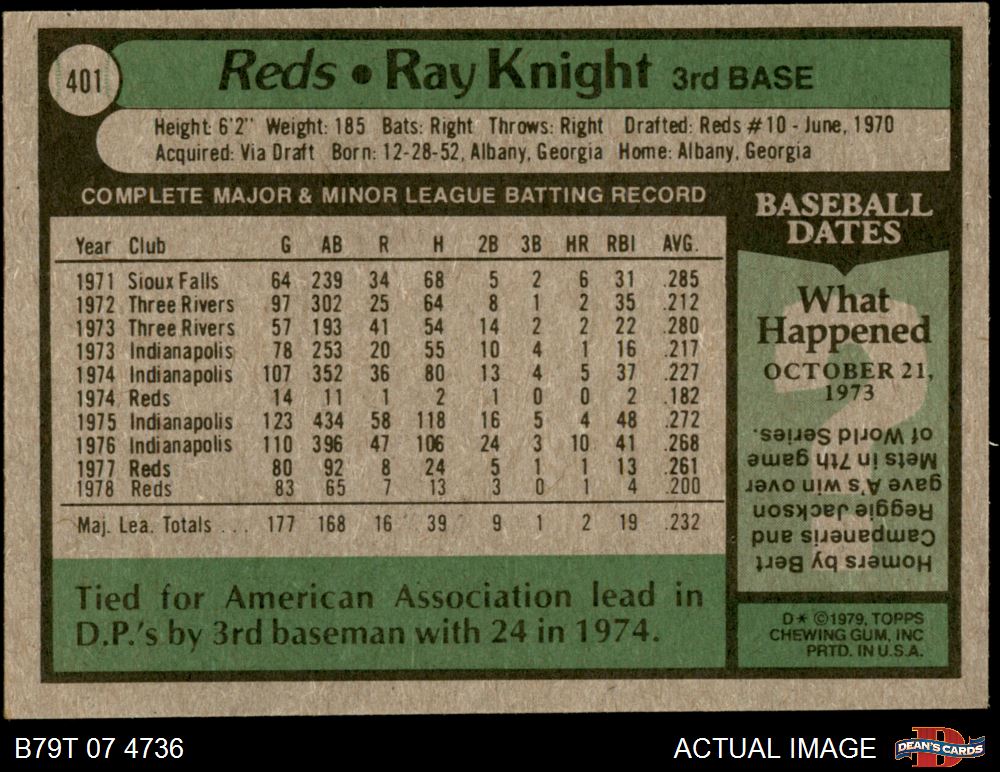 401
Reds • Ray Knight 3rd BASE
Height: 6'2" Weight: 185 Bats: Right Throws: Right Drafted: Reds #10 - June, 1970
Acquired: Via Draft Born: 12-28-52, Albany, Georgia Home: Albany, Georgia
COMPLETE MAJOR & MINOR LEAGUE BATTING RECORD
Year Club G AB R H 2B 3B HR RBI AVG.
1971 Sioux Falls 64 239 34 68 5 2 6 31 .285
1972 Three Rivers 97 302 25 64 8 1 2 35 .212
1973 Three Rivers 57 193 41 54 14 2 2 22 .280
1973 Indianapolis 78 253 20 55 10 4 1 16 .217
1974 Indianapolis 107 352 36 80 13 4 5 37 .227
1974 Reds 14 11 1 2 1 0 0 2 .182
1975 Indianapolis 123 434 58 118 16 5 4 48 .272
1976 Indianapolis 110 396 47 106 24 3 10 41 .268
1977 Reds 80 92 8 24 5 1 1 13 .261
1978 Reds 83 65 7 13 3 0 1 4 .200
Maj. Lea. Totals ... 177 168 16 39 9 1 2 19 .232
Tied for American Association lead in
D.P.'s by 3rd baseman with 24 in 1974.
BASEBALL
DATES
What
Happened
OCTOBER 21,
1973
Homers by Bert
Campaneris and
Reggie Jackson
gave A's win over
Mets in 7th game
of World Series.
D* ©1979, TOPPS
CHEWING GUM, INC
PRTD. IN U.S.A.
B79T 07 4736
ACTUAL IMAGE
DEAN'S CARDS